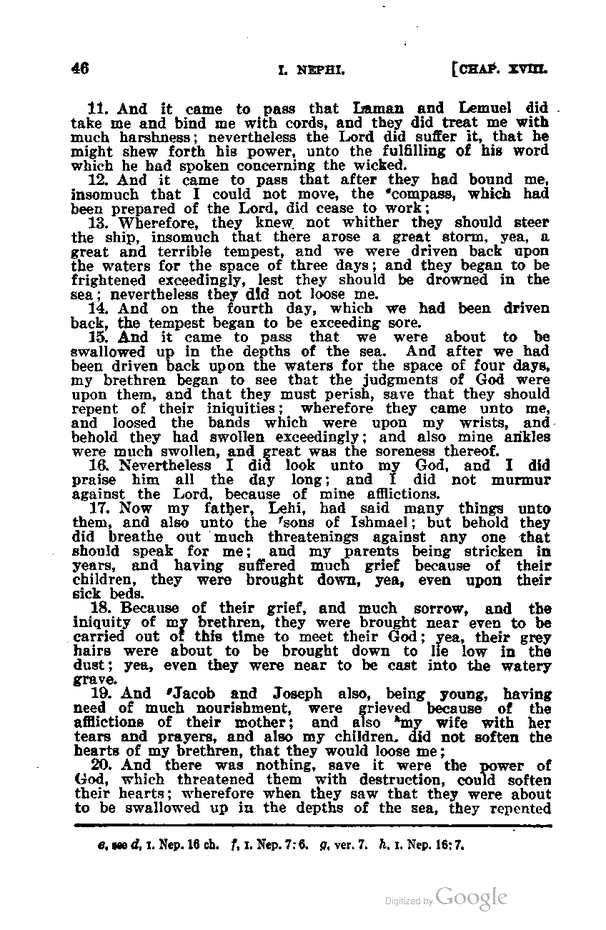 46 I. NEPHI. [CHAP. XVIII.
11. And it came to pass that Laman and Lemuel did
take me and bind me with cords, and they did treat me with
much harshness; nevertheless the Lord did suffer it, that he
might shew forth his power, unto the fulfilling of his word
which he had spoken concerning the wicked.
12. And it came to pass that after they had bound me,
insomuch that I could not move, the ᵉcompass, which had
been prepared of the Lord, did cease to work;
13. Wherefore, they knew not whither they should steer
the ship, insomuch that there arose a great storm, yea, a
great and terrible tempest, and we were driven back upon
the waters for the space of three days; and they began to be
frightened exceedingly, lest they should be drowned in the
sea; nevertheless they did not loose me.
14. And on the fourth day, which we had been driven
back, the tempest began to be exceeding sore.
15. And it came to pass that we were about to be
swallowed up in the depths of the sea. And after we had
been driven back upon the waters for the space of four days,
my brethren began to see that the judgments of God were
upon them, and that they must perish, save that they should
repent of their iniquities; wherefore they came unto me,
and loosed the bands which were upon my wrists, and
behold they had swollen exceedingly; and also mine ankles
were much swollen, and great was the soreness thereof.
16. Nevertheless I did look unto my God, and I did
praise him all the day long; and I did not murmur
against the Lord, because of mine afflictions.
17. Now my father, Lehi, had said many things unto
them, and also unto the ᶠsons of Ishmael; but behold they
did breathe out much threatenings against any one that
should speak for me; and my parents being stricken in
years, and having suffered much grief because of their
children, they were brought down, yea, even upon their
sick beds.
18. Because of their grief, and much sorrow, and the
iniquity of my brethren, they were brought near even to be
carried out of this time to meet their God; yea, their grey
hairs were about to be brought down to lie low in the
dust; yea, even they were near to be cast into the watery
grave.
19. And ᵍJacob and Joseph also, being young, having
need of much nourishment, were grieved because of the
afflictions of their mother; and also ʰmy wife with her
tears and prayers, and also my children, did not soften the
hearts of my brethren, that they would loose me;
20. And there was nothing, save it were the power of
God, which threatened them with destruction, could soften
their hearts; wherefore when they saw that they were about
to be swallowed up in the depths of the sea, they repented
e, see d, I. Nep. 16 ch. f, I. Nep. 7:6. g, ver. 7. h, I. Nep. 16:7.
Digitized by Google